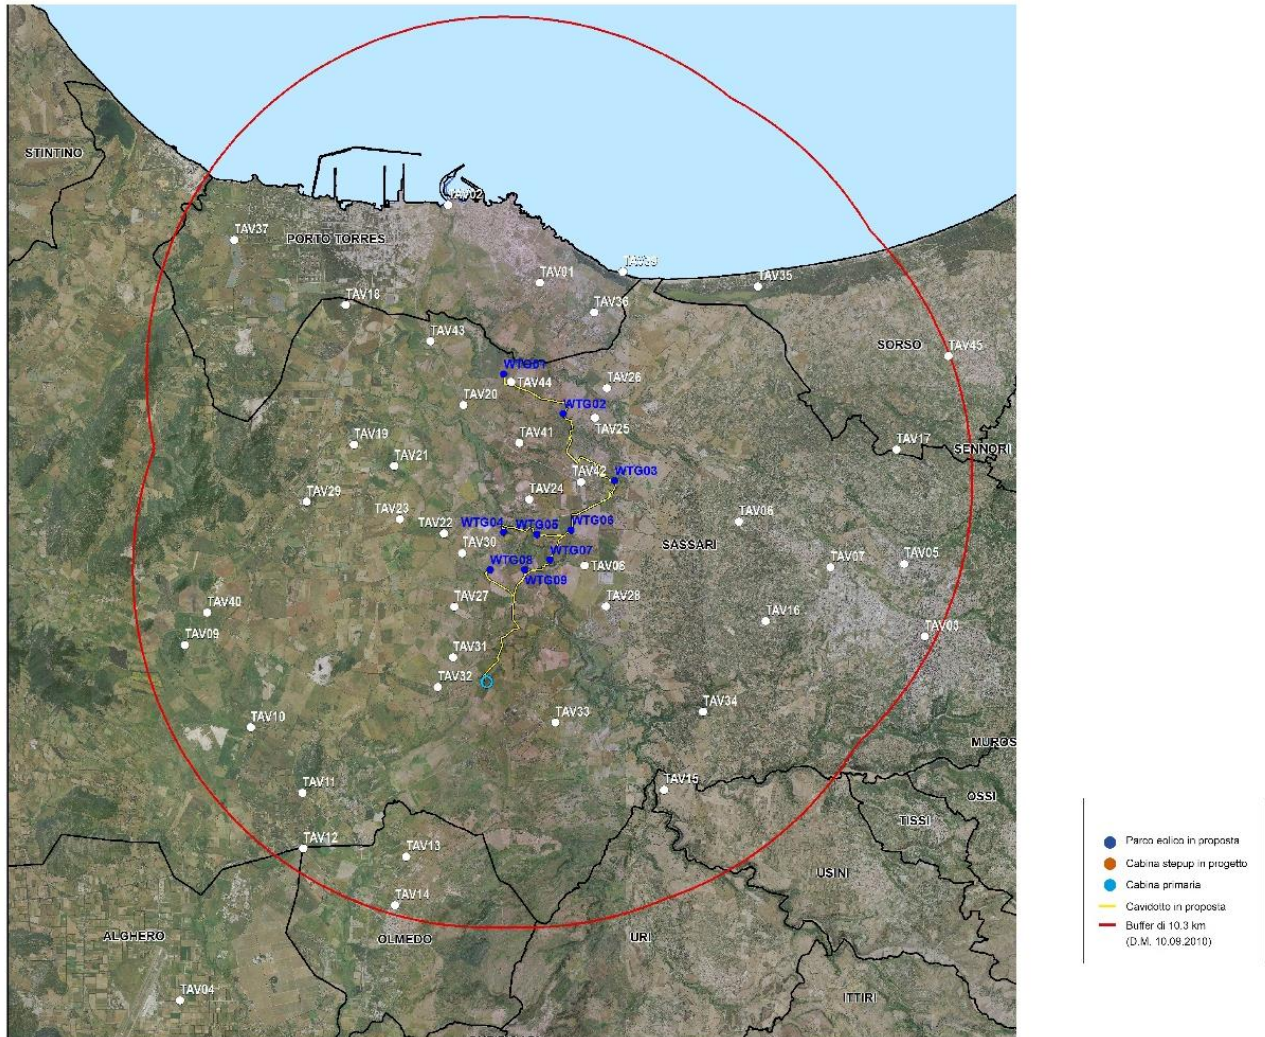 STINTINO
TAV02
TAV37
PORTO TORRES
TAV01
TAV35
TAV18
TAV36
TAV43
SORSO
TAV45
WTG01
TAV44
TAV26
TAV20
WTG02
TAV25
TAV19
TAV41
TAV17
SENNORI
TAV21
TAV42
WTG03
TAV29
TAV24
TAV23
TAV22
WTG04
WTG05
WTG06
TAV06
SASSARI
TAV30
WTG08
WTG07
TAV08
TAV07
TAV05
WTG09
TAV40
TAV27
TAV28
TAV16
TAV09
TAV03
TAV31
TAV32
TAV10
TAV33
TAV34
MUROS
TAV11
TAV15
OSSI
TISSI
TAV12
TAV13
USINI
TAV14
ALGHERO
OLMEDO
URI
TAV04
ITTIRI
Parco eolico in proposta
Cabina stepup in progetto
Cabina primaria
Cavidotto in proposta
Buffer di 10.3 km
(D.M. 10.09.2010)